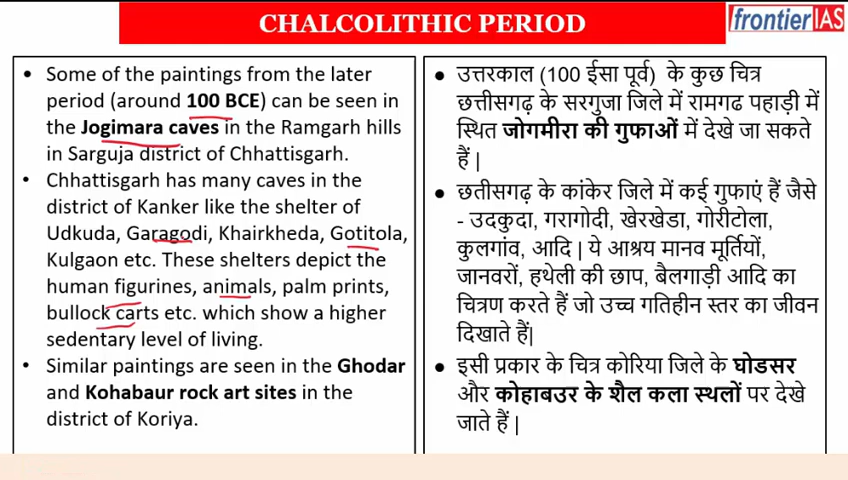 CHALCOLITHIC PERIOD
frontierIAS
• Some of the paintings from the later
period (around 100 BCE) can be seen in
the Jogimara caves in the Ramgarh hills
in Sarguja district of Chhattisgarh.
• Chhattisgarh has many caves in the
district of Kanker like the shelter of
Udkuda, Garagodi, Khairkheda, Gotitola,
Kulgaon etc. These shelters depict the
human figurines, animals, palm prints,
bullock carts etc. which show a higher
sedentary level of living.
• Similar paintings are seen in the Ghodar
and Kohabaur rock art sites in the
district of Koriya.
● उत्तरकाल (100 ईसा पूर्व) के कुछ चित्र
छत्तीसगढ़ के सरगुजा जिले में रामगढ पहाड़ी में
स्थित जोगमीरा की गुफाओं में देखे जा सकते
हैं|
● छतीसगढ़ के कांकेर जिले में कई गुफाएं हैं जैसे
- उदकुदा, गरागोदी, खेरखेडा, गोरीटोला,
कुलगांव, आदि| ये आश्रय मानव मूर्तियों,
जानवरों, हथेली की छाप, बैलगाड़ी आदि का
चित्रण करते हैं जो उच्च गतिहीन स्तर का जीवन
दिखाते हैं|
● इसी प्रकार के चित्र कोरिया जिले के घोडसर
और कोहाबउर के शैल कला स्थलों पर देखे
जाते हैं|